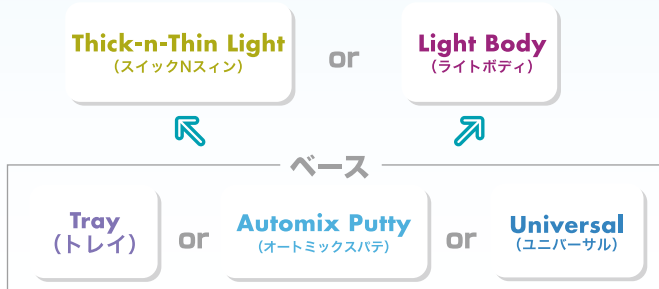 Thick-n-Thin Light
（スイックNスィン）
or
Light Body
（ライトボディ）
ベース
Tray
（トレイ）
or
Automix Putty
（オートミックスパテ）
or
Universal
（ユニバーサル）